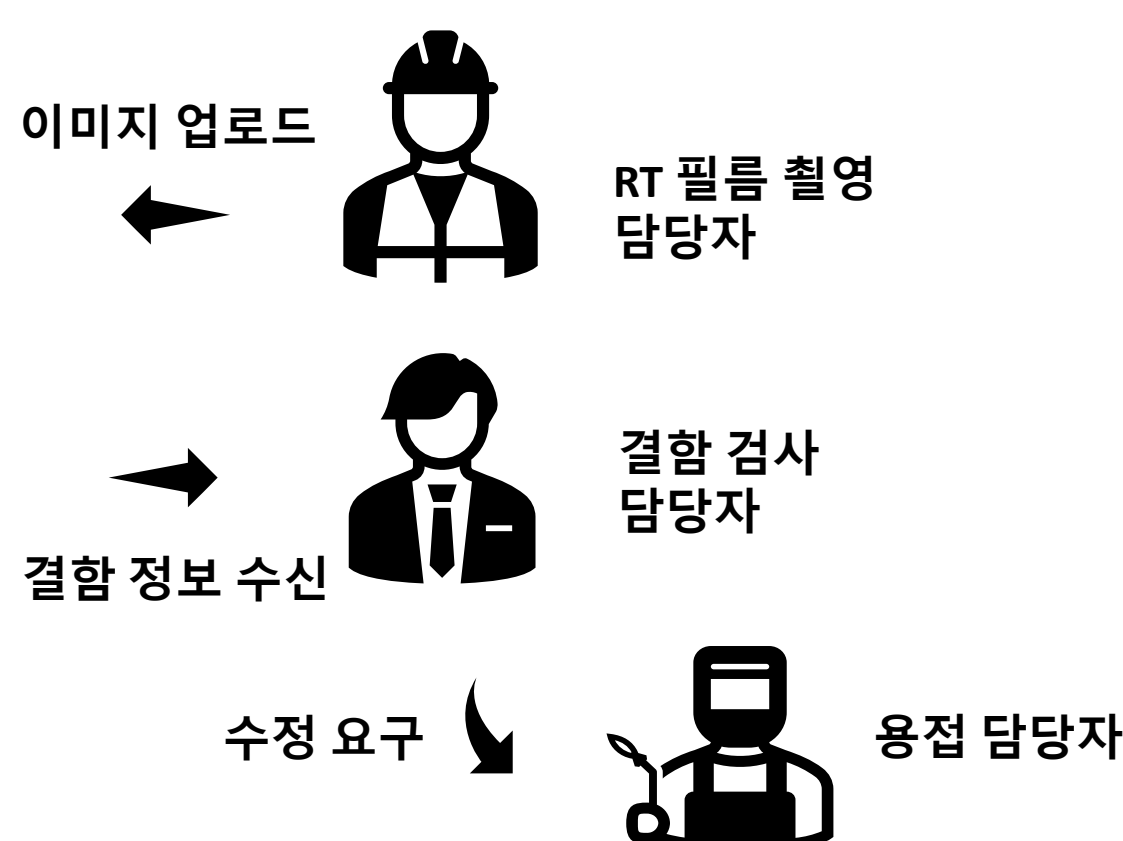 이미지 업로드
RT 필름 촬영
담당자
결함 검사
담당자
결함 정보 수신
수정 요구
용접 담당자